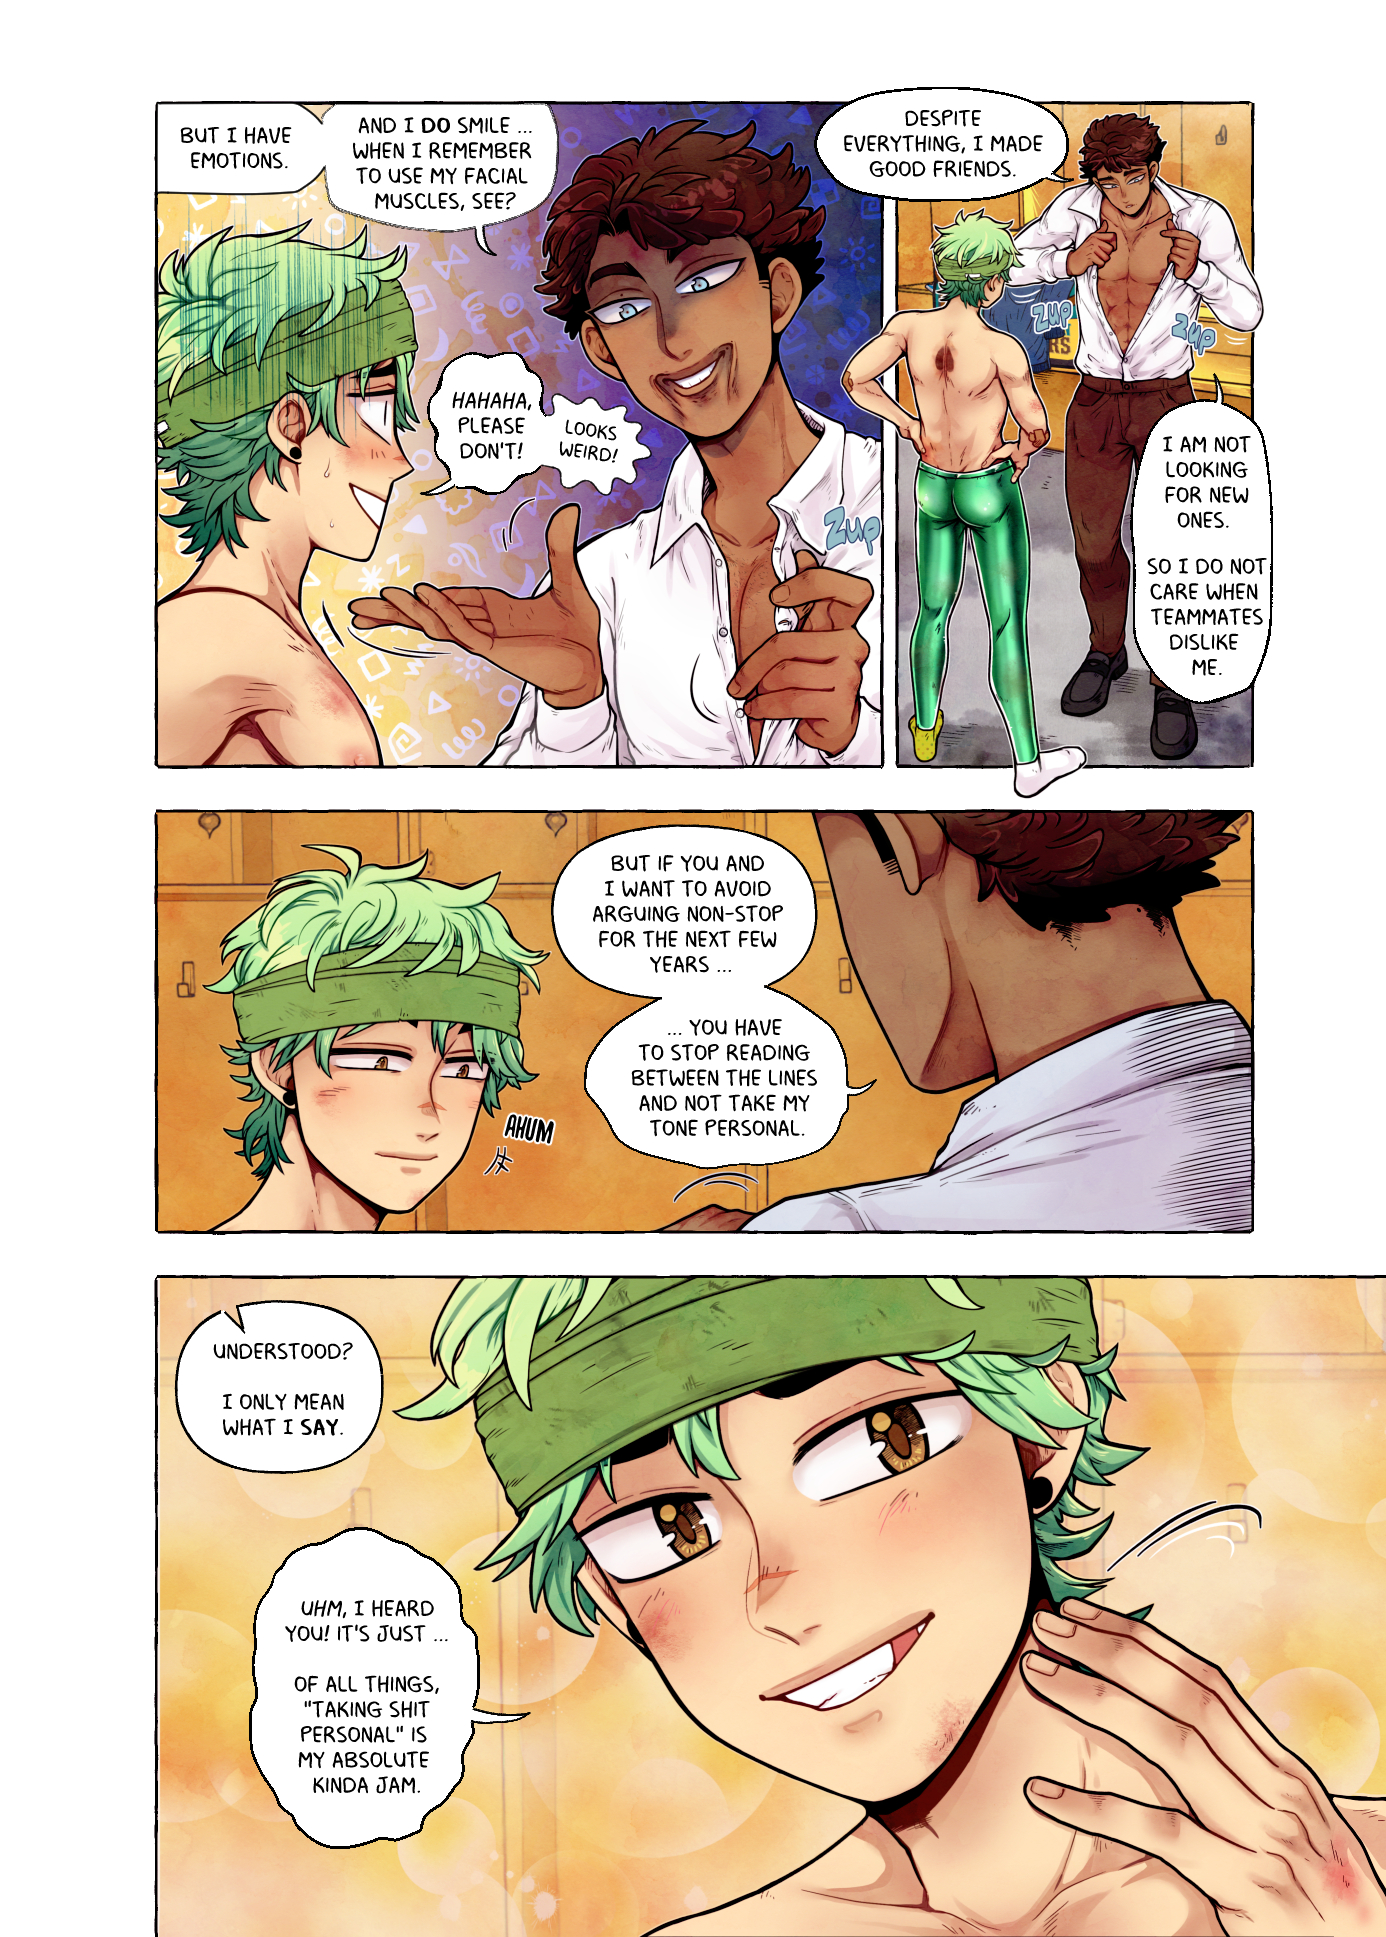 BUT I HAVE
EMOTIONS.
AND I DO SMILE ...
WHEN I REMEMBER
TO USE MY FACIAL
MUSCLES, SEE?
HAHAHA,
PLEASE
DON'T!
LOOKS
WEIRD!
ZUP
DESPITE
EVERYTHING, I MADE
GOOD FRIENDS.
ZUP
ZUP
RS
I AM NOT
LOOKING
FOR NEW
ONES.
SO I DO NOT
CARE WHEN
TEAMMATES
DISLIKE
ME.
BUT IF YOU AND
I WANT TO AVOID
ARGUING NON-STOP
FOR THE NEXT FEW
YEARS ...
... YOU HAVE
TO STOP READING
BETWEEN THE LINES
AND NOT TAKE MY
TONE PERSONAL.
AHUM
UNDERSTOOD?
I ONLY MEAN
WHAT I SAY.
UHM, I HEARD
YOU! IT'S JUST ...
OF ALL THINGS,
"TAKING SHIT
PERSONAL" IS
MY ABSOLUTE
KINDA JAM.